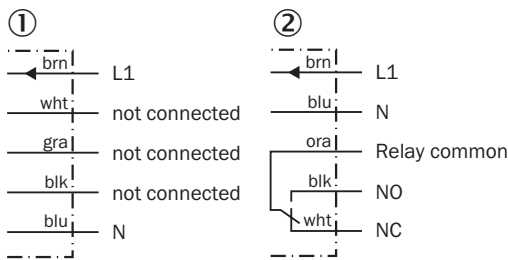 ① ②
brn L1
wht not connected
gra not connected
blk not connected
blu N
brn L1
blu N
ora Relay common
blk NO
wht NC